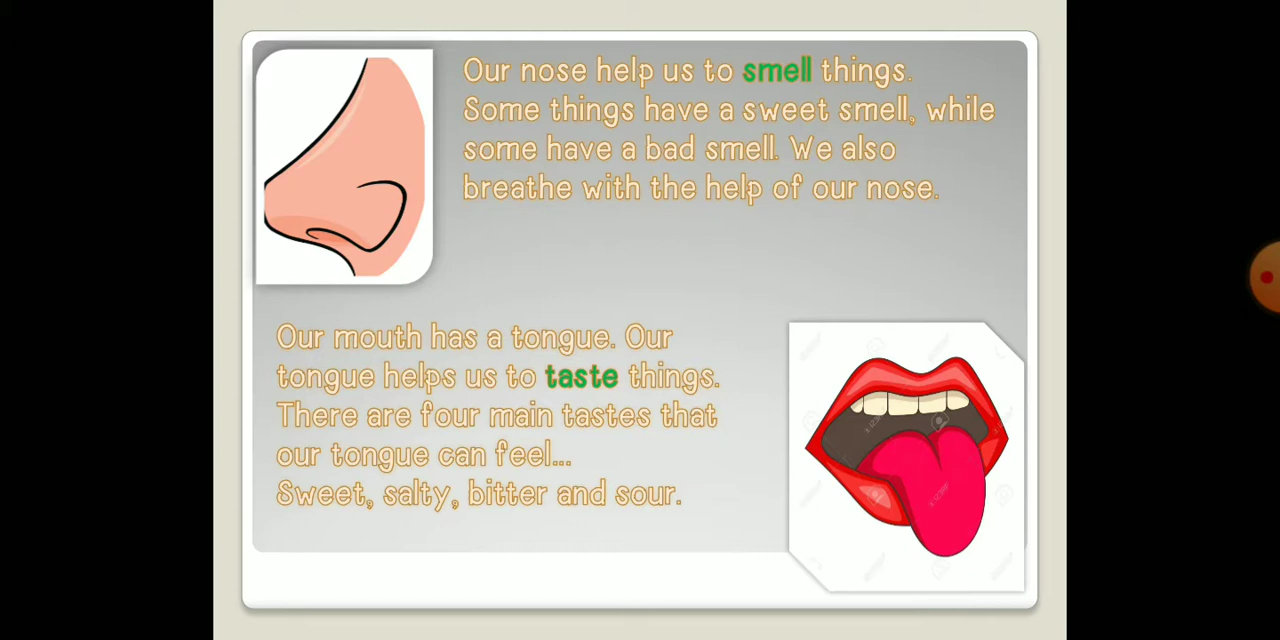 Our nose help us to smell things.
Some things have a sweet smell, while
some have a bad smell. We also
breathe with the help of our nose.
Our mouth has a tongue. Our
tongue helps us to taste things.
There are four main tastes that
our tongue can feel...
Sweet, salty, bitter and sour.